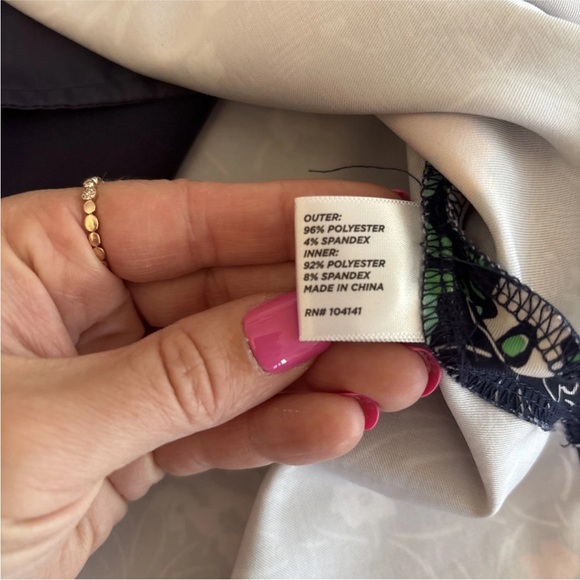 OUTER:
96% POLYESTER
4% SPANDEX
INNER:
92% POLYESTER
8% SPANDEX
MADE IN CHINA
RN# 104141